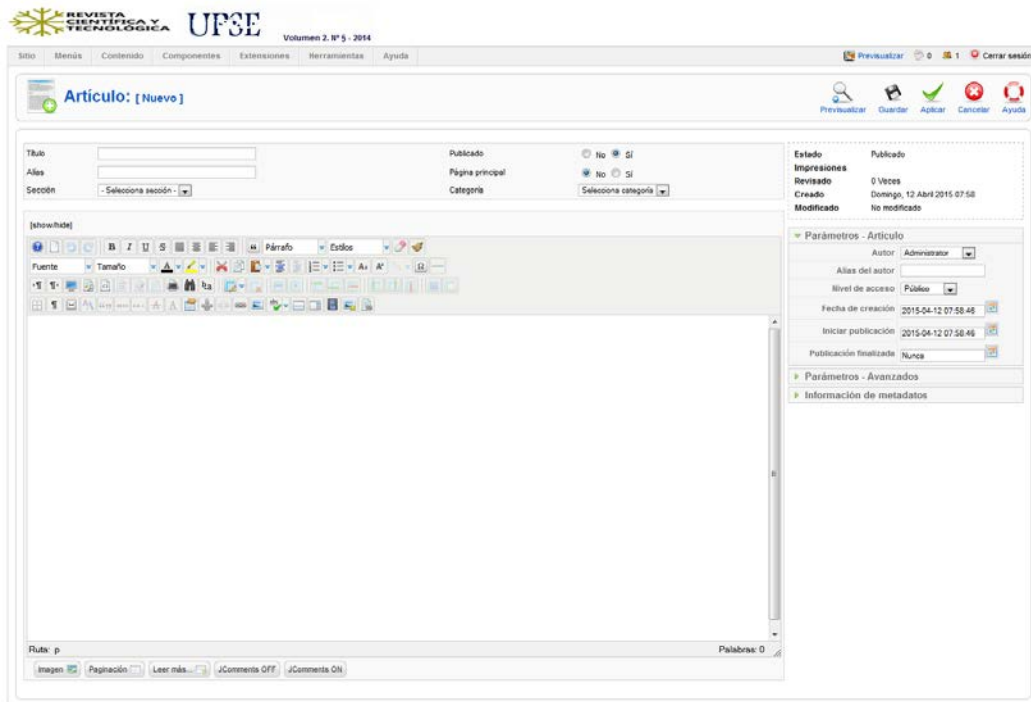 REVISTA
CIENTÍFICA Y
TECNOLÓGICA
UPSE
Volumen 2. Nº 5 - 2014
Sitio Menús Contenido Componentes Extensiones Herramientas Ayuda
Previsualizar 0 1 Cerrar sesión
Artículo: [ Nuevo ]
Previsualizar Guardar Aplicar Cancelar Ayuda
Título Publicado No Sí
Alias Página principal No Sí
Sección - Selecciona sección - Categoría Selecciona categoría
Estado Publicado
Impresiones
Revisado 0 Veces
Creado Domingo, 12 Abril 2015 07:58
Modificado No modificado
[show/hide]
Párrafo Estilos
Fuente Tamaño
Ruta: p Palabras: 0
Imagen Paginación Leer más... JComments OFF JComments ON
Parámetros - Artículo
Autor Administrator
Alias del autor
Nivel de acceso Público
Fecha de creación 2015-04-12 07:58:46
Iniciar publicación 2015-04-12 07:58:46
Publicación finalizada Nunca
Parámetros - Avanzados
Información de metadatos